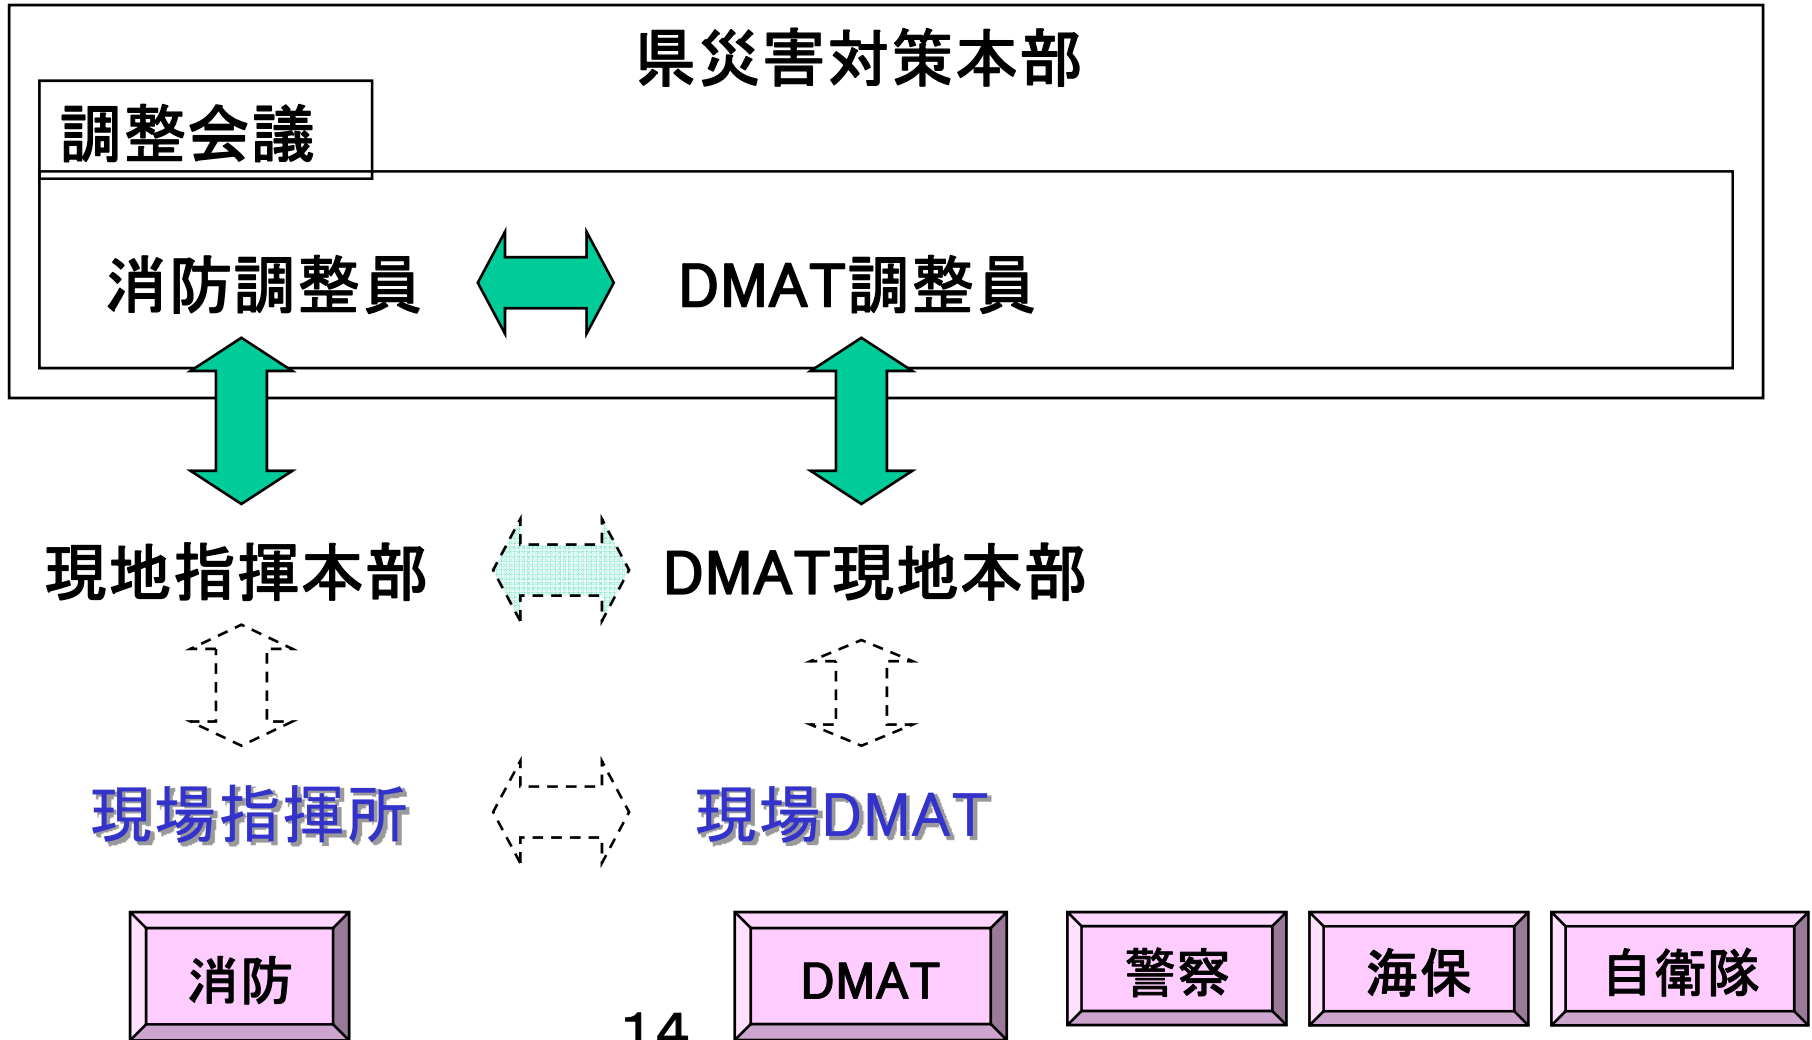 県災害対策本部
調整会議
消防調整員 DMAT調整員
現地指揮本部 DMAT現地本部
現場指揮所 現場DMAT
消防 DMAT 警察 海保 自衛隊
14